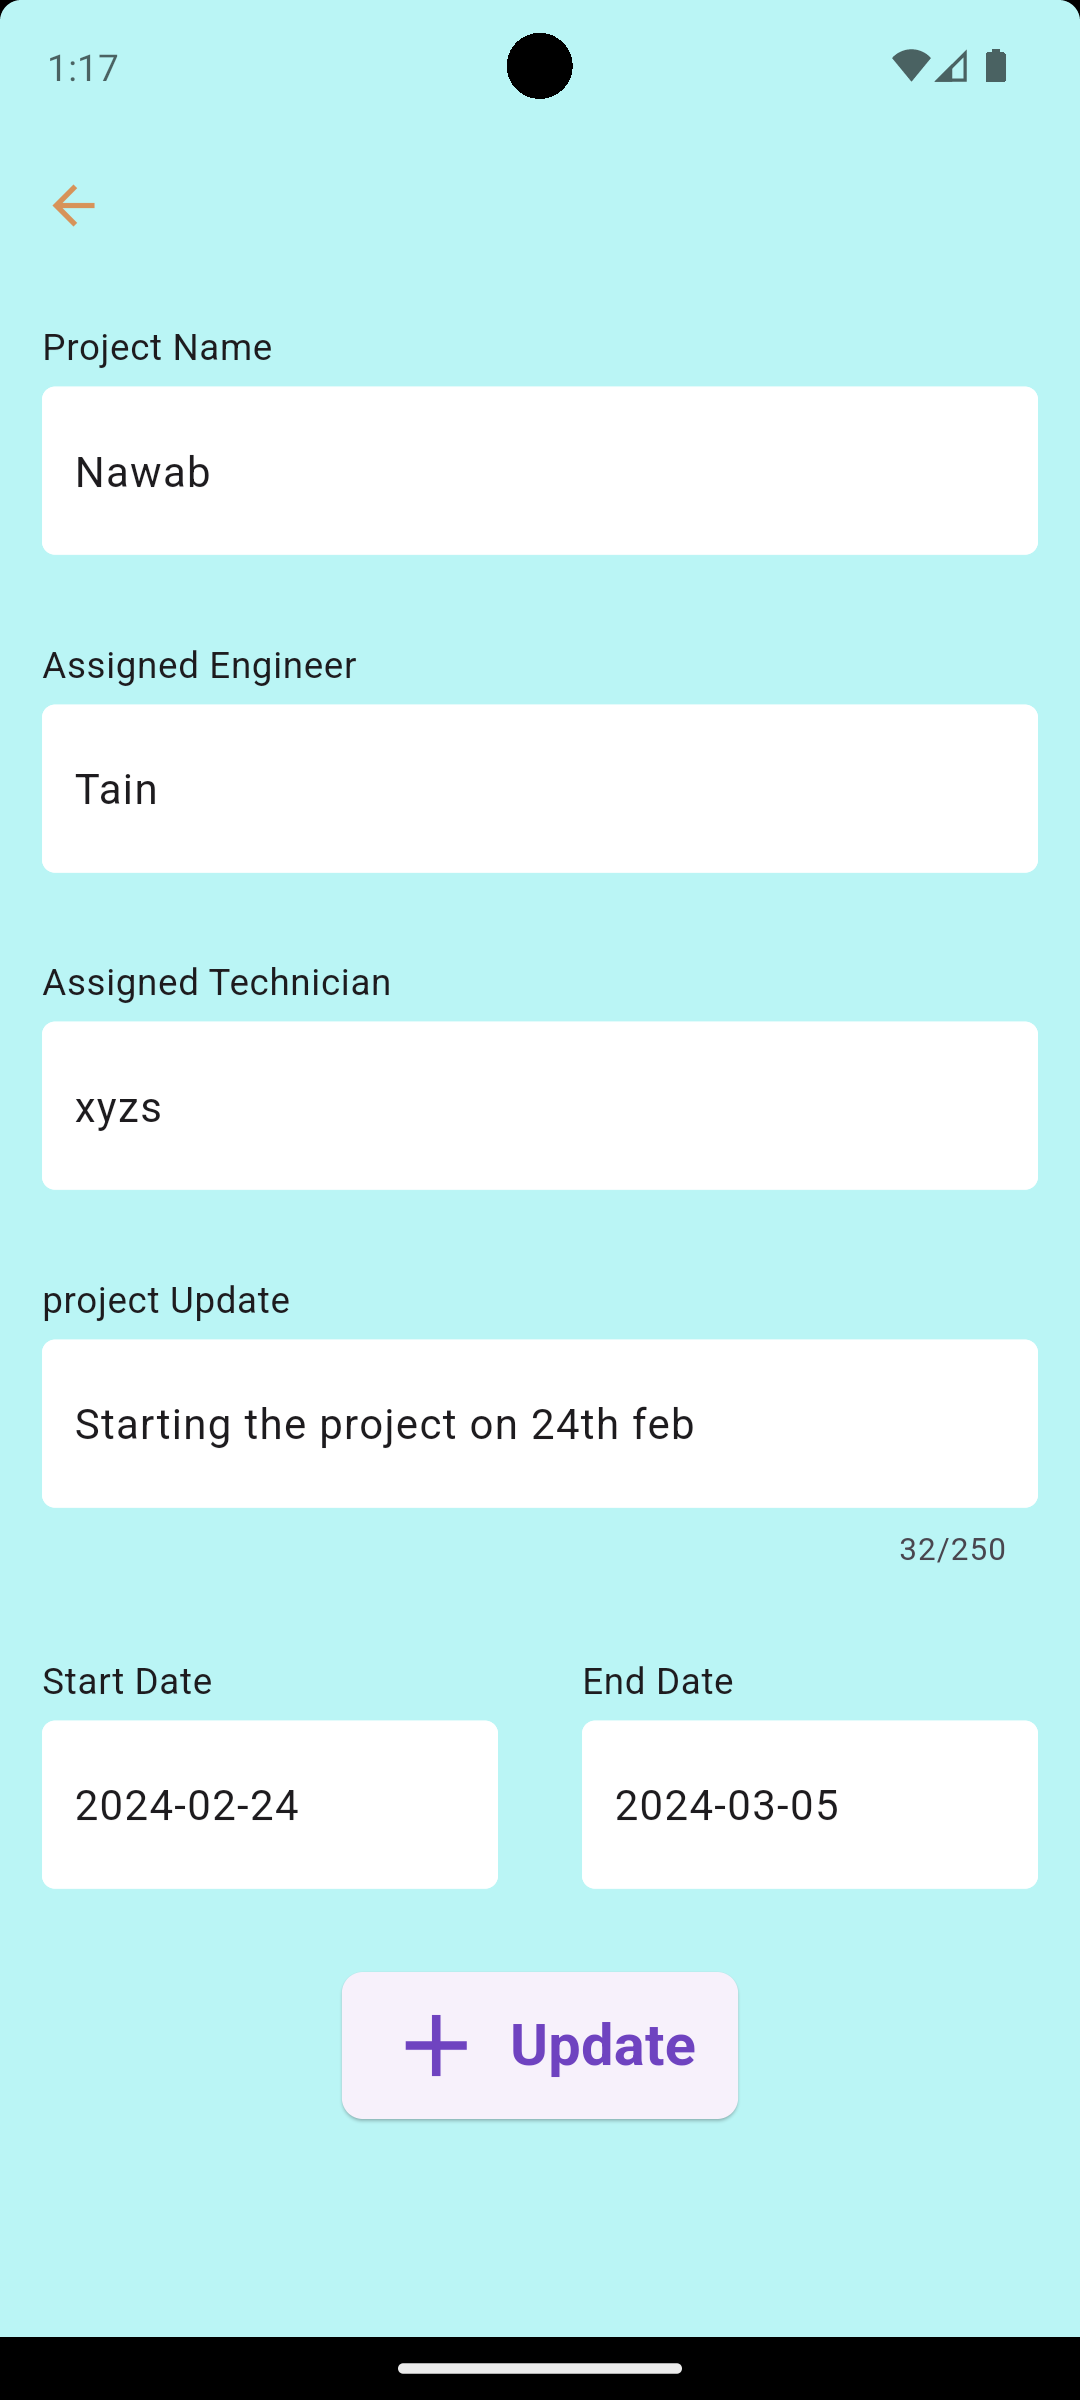 1:17
Project Name
Nawab
Assigned Engineer
Tain
Assigned Technician
xyzs
project Update
Starting the project on 24th feb
32/250
Start Date End Date
2024-02-24 2024-03-05
Update